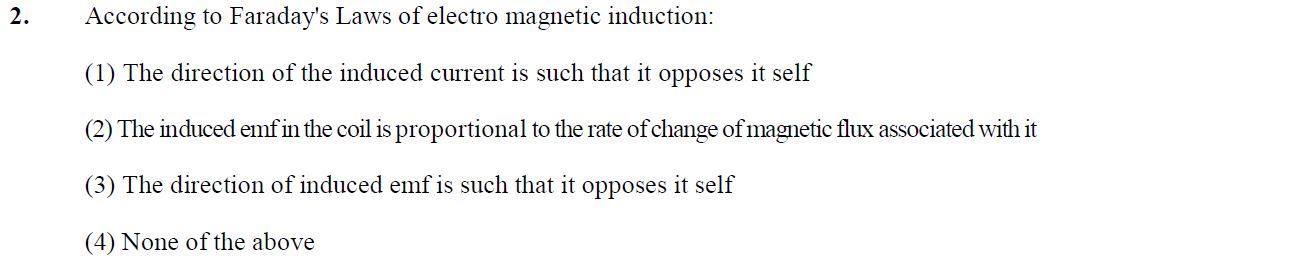 2. According to Faraday's Laws of electro magnetic induction:
(1) The direction of the induced current is such that it opposes it self
(2) The induced emf in the coil is proportional to the rate of change of magnetic flux associated with it
(3) The direction of induced emf is such that it opposes it self
(4) None of the above